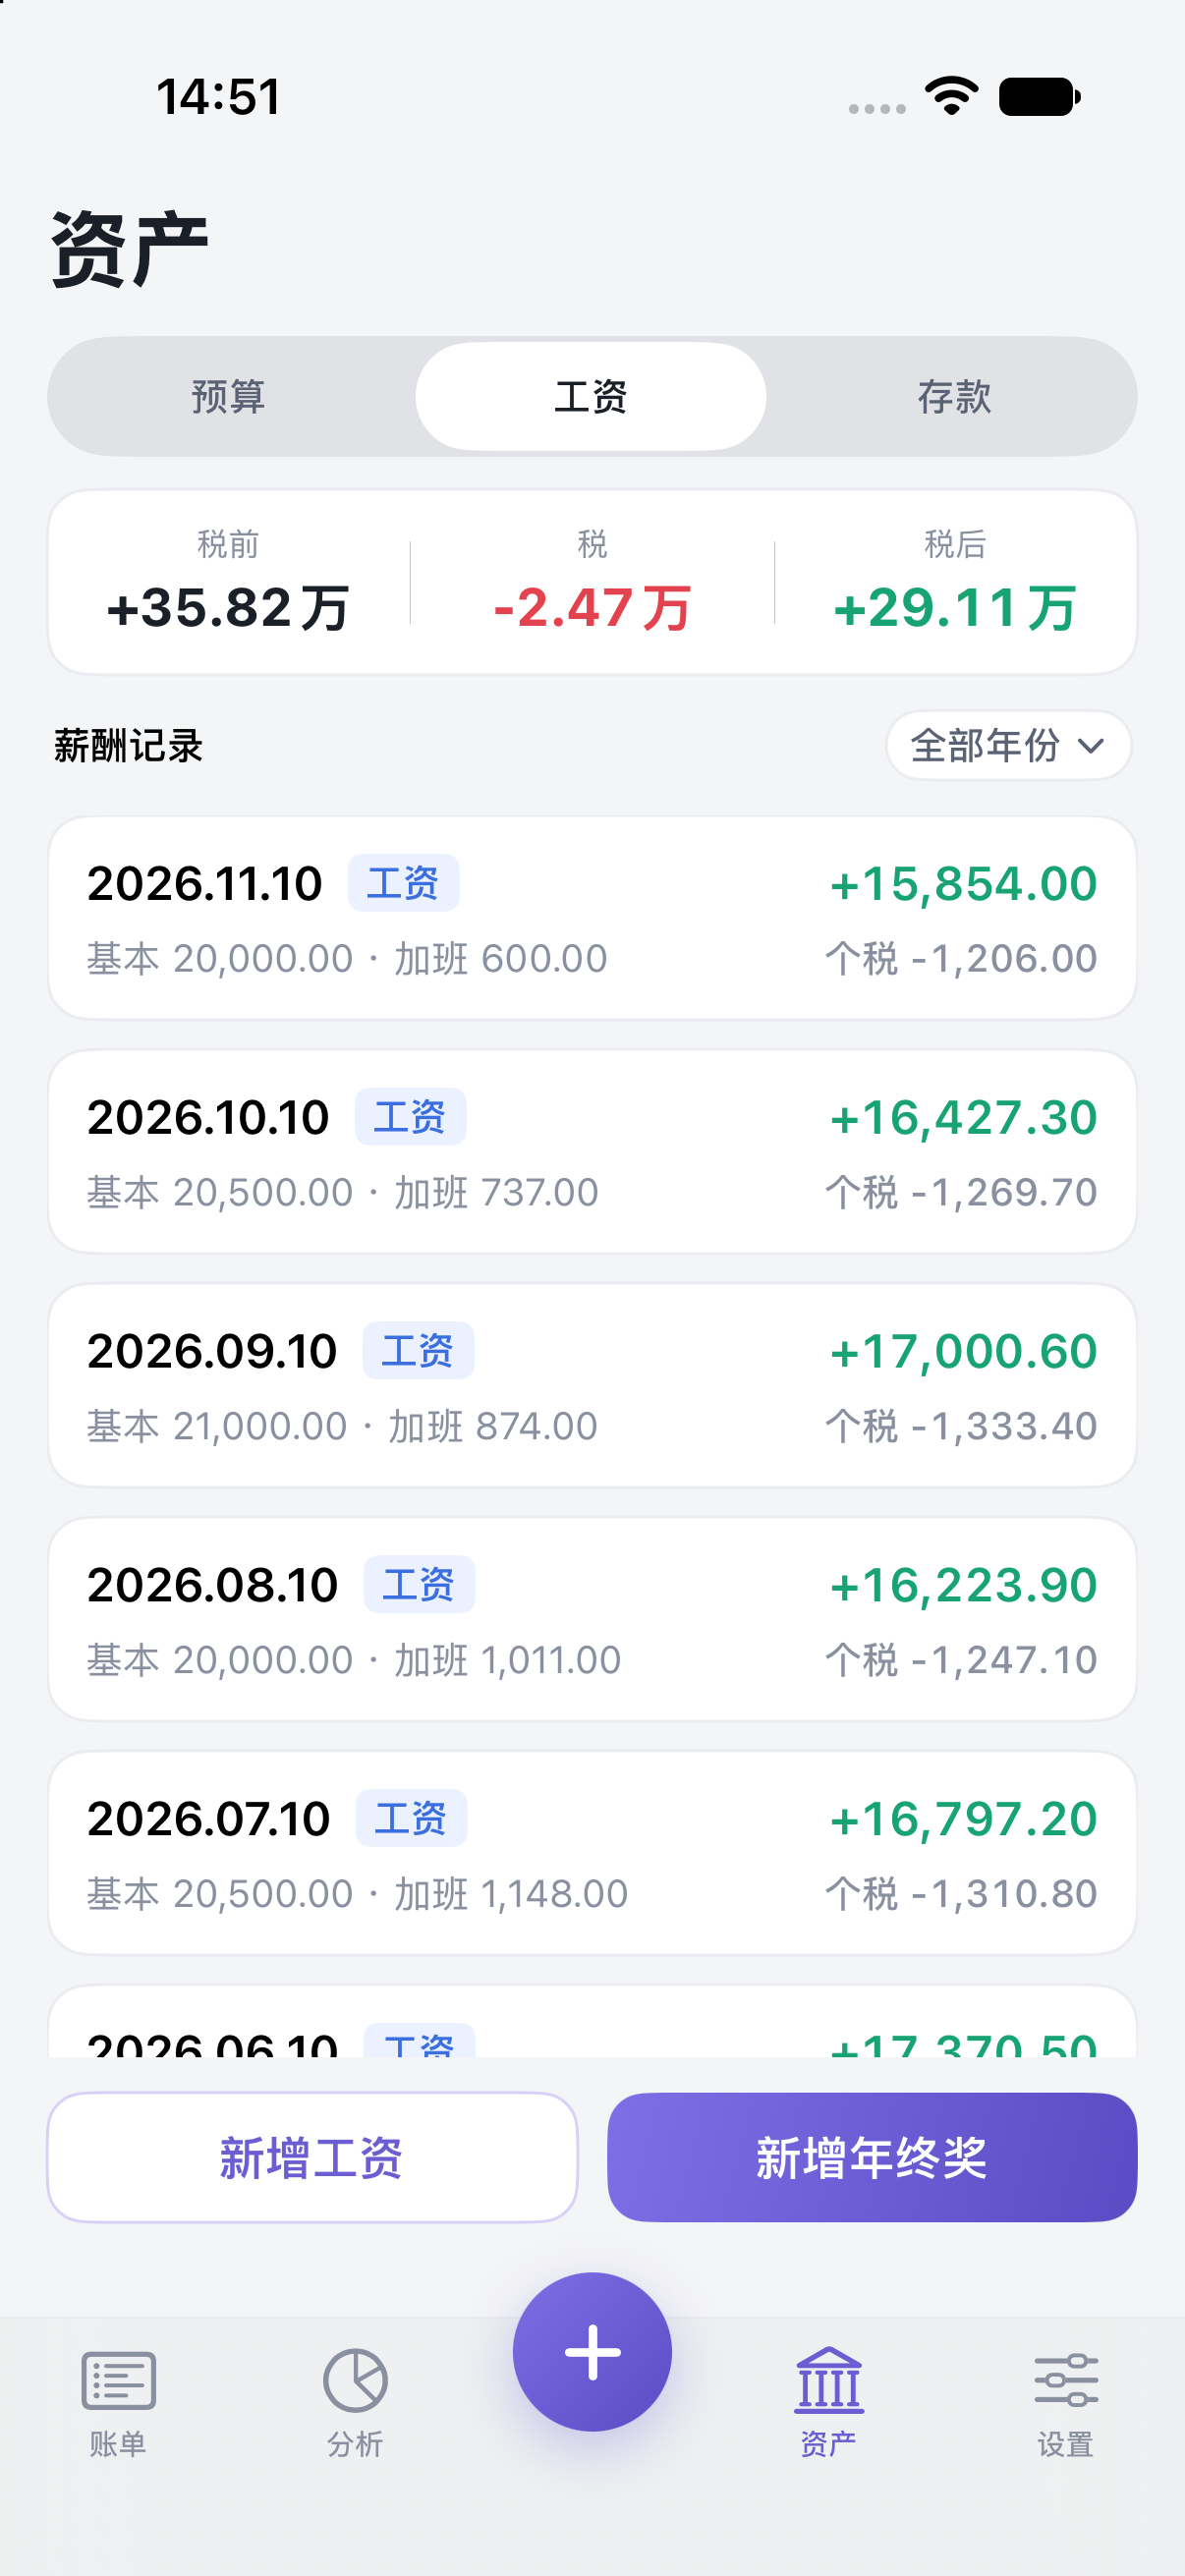 14:51
资产
预算 工资 存款
税前 税 税后
+35.82万 -2.47万 +29.11万
薪酬记录 全部年份
2026.11.10 工资 +15,854.00
基本 20,000.00 · 加班 600.00 个税 -1,206.00
2026.10.10 工资 +16,427.30
基本 20,500.00 · 加班 737.00 个税 -1,269.70
2026.09.10 工资 +17,000.60
基本 21,000.00 · 加班 874.00 个税 -1,333.40
2026.08.10 工资 +16,223.90
基本 20,000.00 · 加班 1,011.00 个税 -1,247.10
2026.07.10 工资 +16,797.20
基本 20,500.00 · 加班 1,148.00 个税 -1,310.80
2026.06.10 工资 +17,370.50
新增工资 新增年终奖
账单 分析 资产 设置